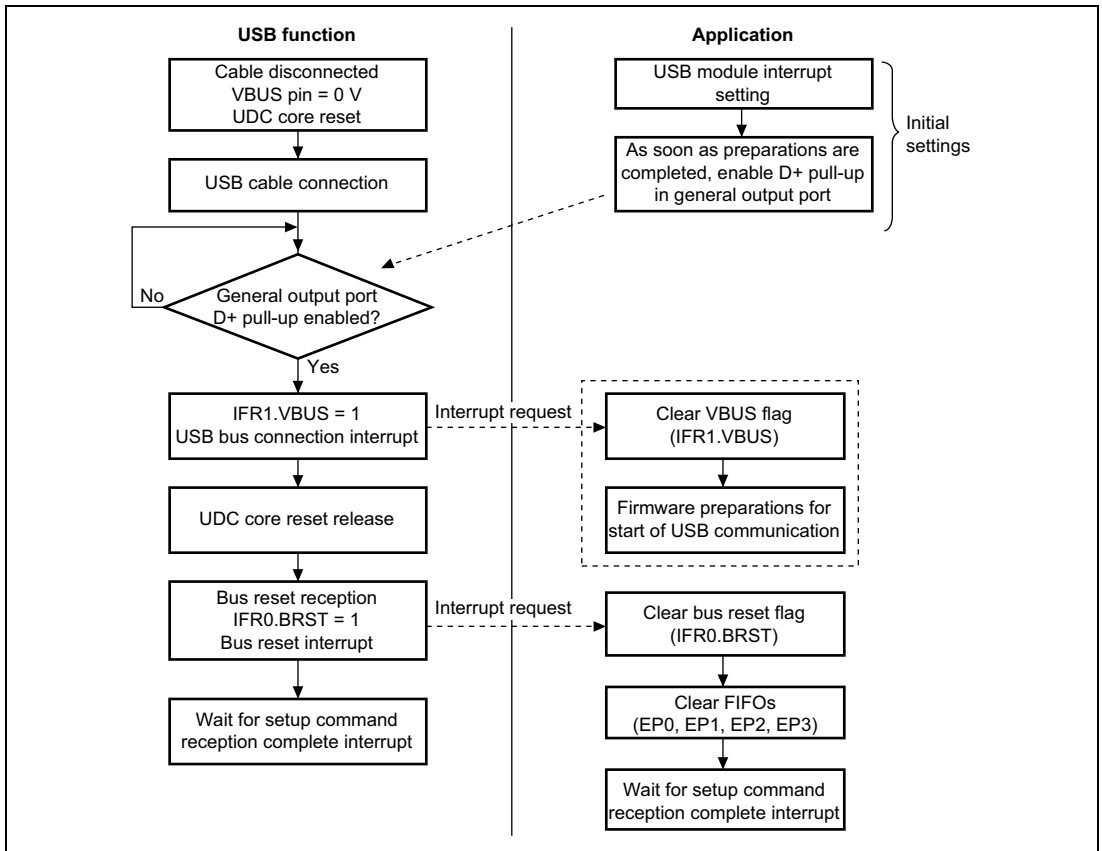 USB function
Cable disconnected
VBUS pin = 0 V
UDC core reset
USB cable connection
General output port
D+ pull-up enabled?
No
Yes
IFR1.VBUS = 1
USB bus connection interrupt
UDC core reset release
Bus reset reception
IFR0.BRST = 1
Bus reset interrupt
Wait for setup command
reception complete interrupt
Interrupt request
Interrupt request
Application
USB module interrupt
setting
As soon as preparations are
completed, enable D+ pull-up
in general output port
Initial
settings
Clear VBUS flag
(IFR1.VBUS)
Firmware preparations for
start of USB communication
Clear bus reset flag
(IFR0.BRST)
Clear FIFOs
(EP0, EP1, EP2, EP3)
Wait for setup command
reception complete interrupt